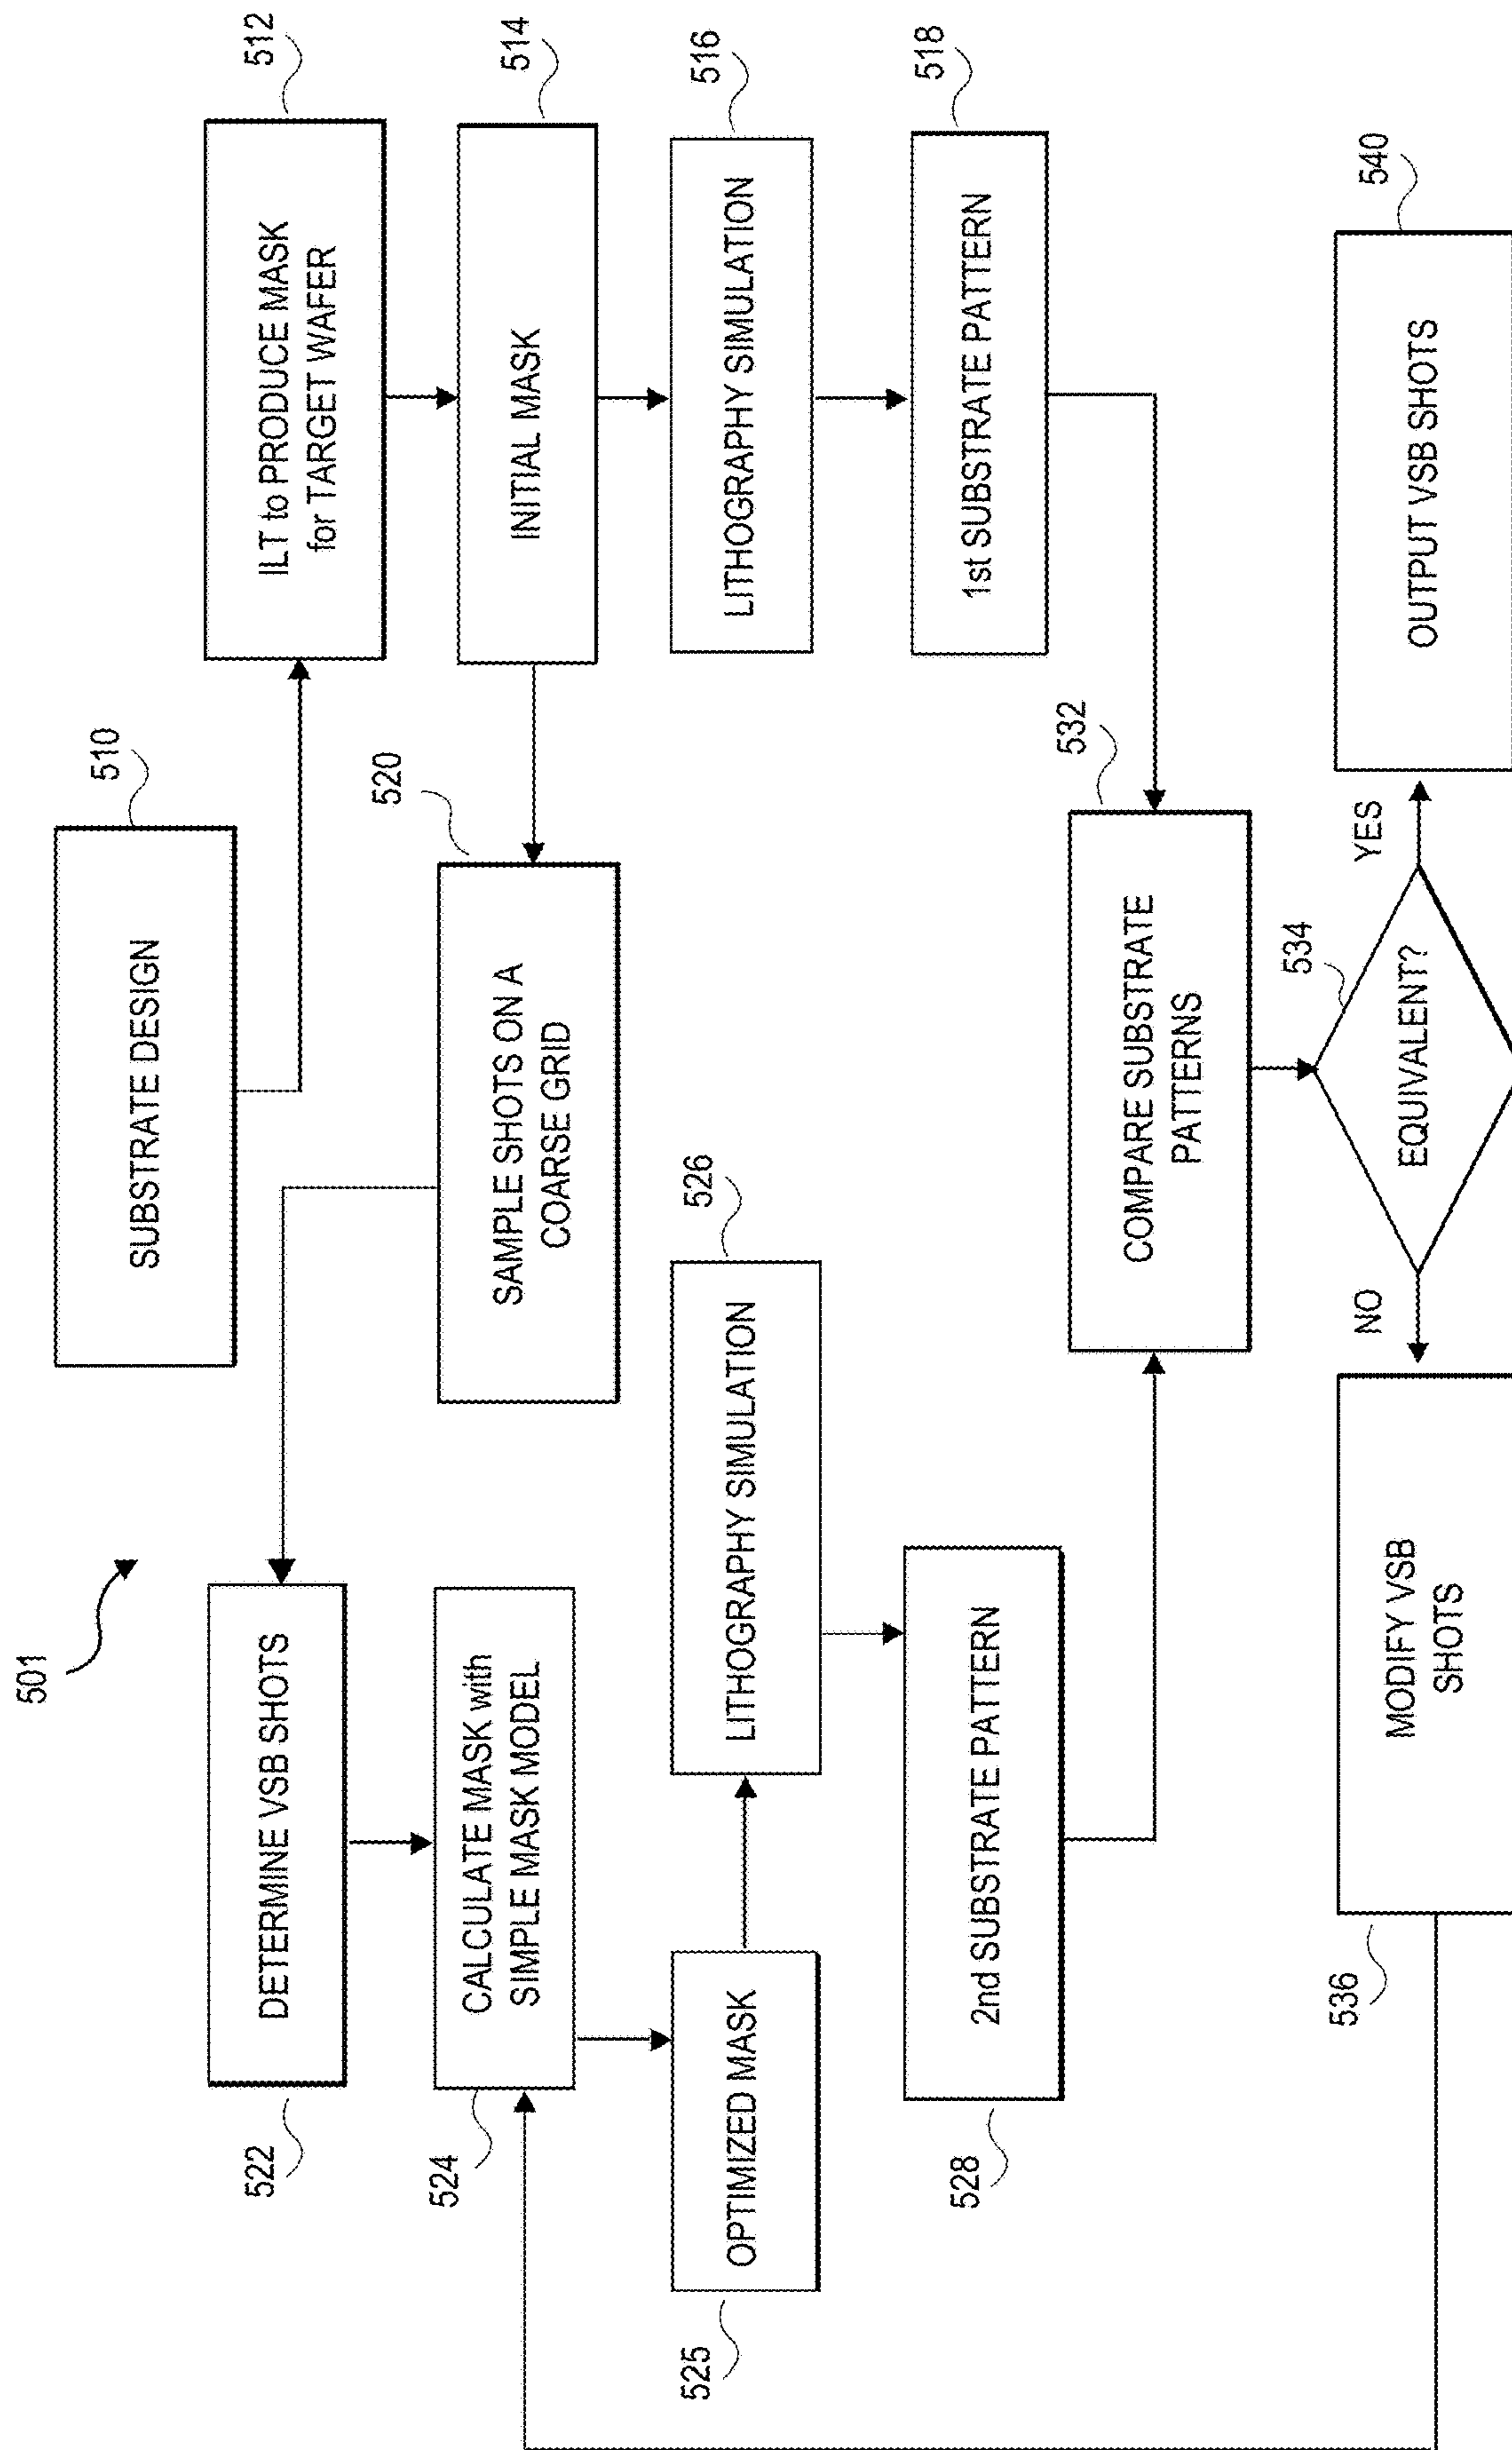 501
510
SUBSTRATE DESIGN
512
ILT to PRODUCE MASK
for TARGET WAFER
514
INITIAL MASK
516
LITHOGRAPHY SIMULATION
518
1st SUBSTRATE PATTERN
520
SAMPLE SHOTS ON A
COARSE GRID
522
DETERMINE VSB SHOTS
524
CALCULATE MASK with
SIMPLE MASK MODEL
525
OPTIMIZED MASK
526
LITHOGRAPHY SIMULATION
528
2nd SUBSTRATE PATTERN
532
COMPARE SUBSTRATE
PATTERNS
534
EQUIVALENT?
NO
YES
536
MODIFY VSB
SHOTS
540
OUTPUT VSB SHOTS